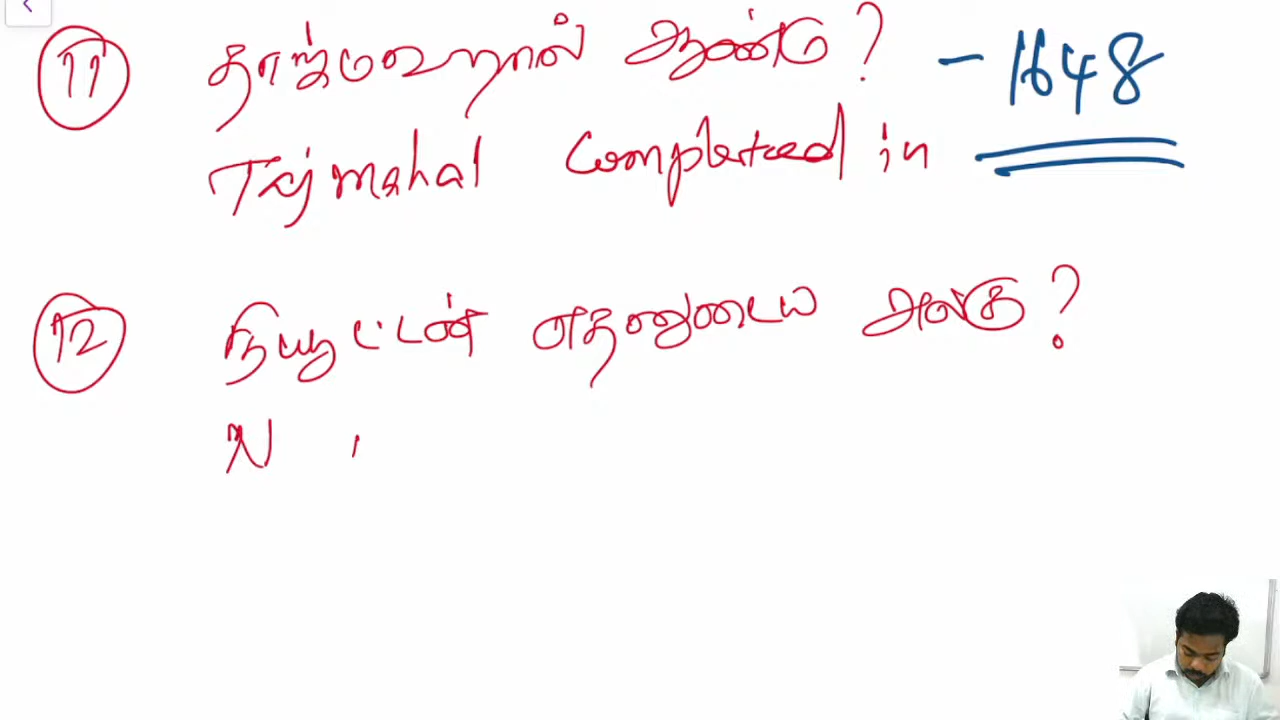 11 தாஜ்மஹால் ஆண்டு? - 1648
Tajmahal Completed in
12 நியூட்டன் எதனுடைய அலகு?
N